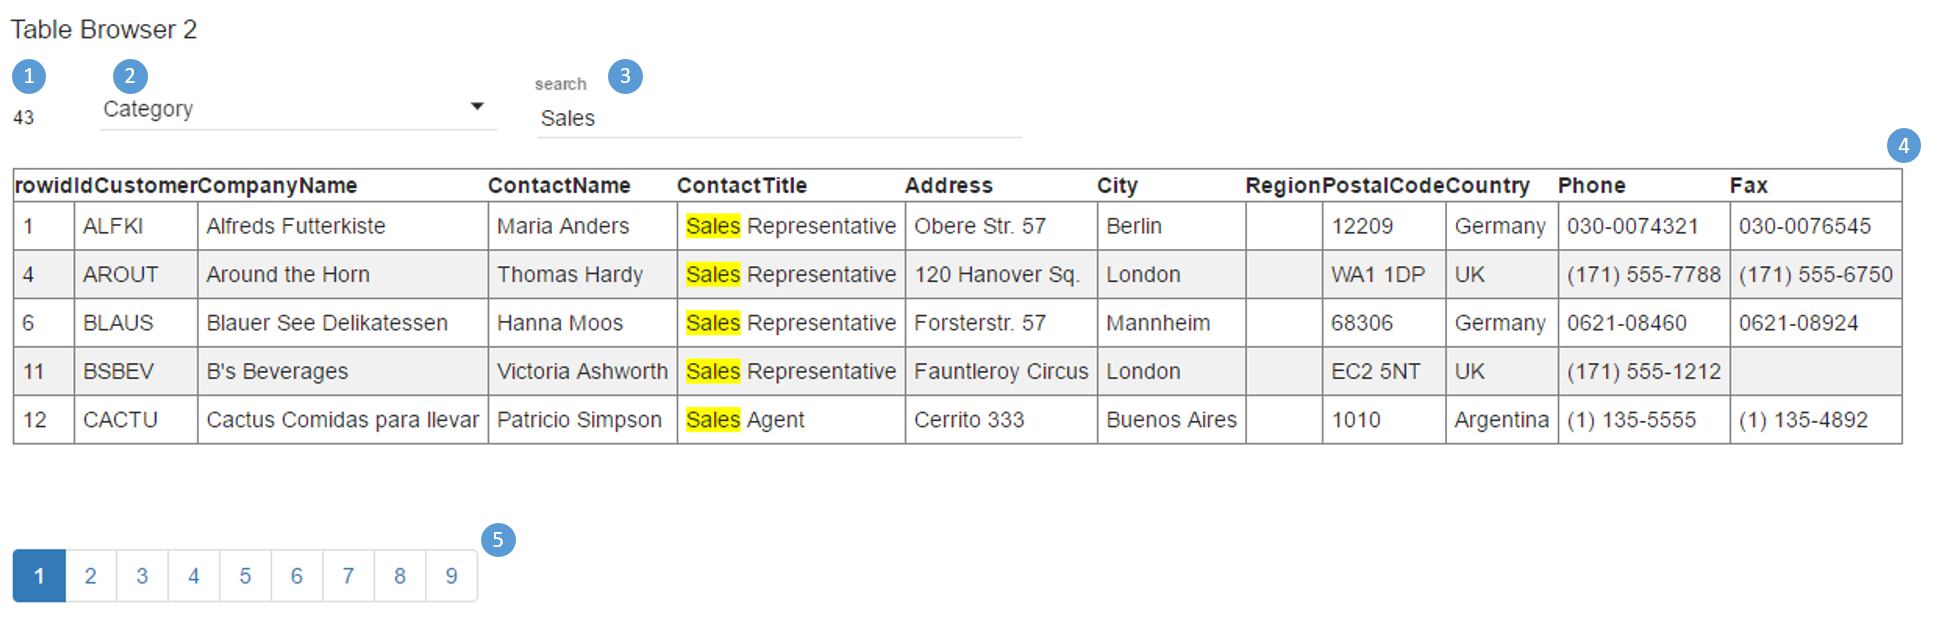 Table Browser 2
1 2 search 3
43 Category Sales
4
rowid IdCustomer CompanyName ContactName ContactTitle Address City Region PostalCode Country Phone Fax
1 ALFKI Alfreds Futterkiste Maria Anders Sales Representative Obere Str. 57 Berlin 12209 Germany 030-0074321 030-0076545
4 AROUT Around the Horn Thomas Hardy Sales Representative 120 Hanover Sq. London WA1 1DP UK (171) 555-7788 (171) 555-6750
6 BLAUS Blauer See Delikatessen Hanna Moos Sales Representative Forsterstr. 57 Mannheim 68306 Germany 0621-08460 0621-08924
11 BSBEV B's Beverages Victoria Ashworth Sales Representative Fauntleroy Circus London EC2 5NT UK (171) 555-1212
12 CACTU Cactus Comidas para llevar Patricio Simpson Sales Agent Cerrito 333 Buenos Aires 1010 Argentina (1) 135-5555 (1) 135-4892
5
1 2 3 4 5 6 7 8 9